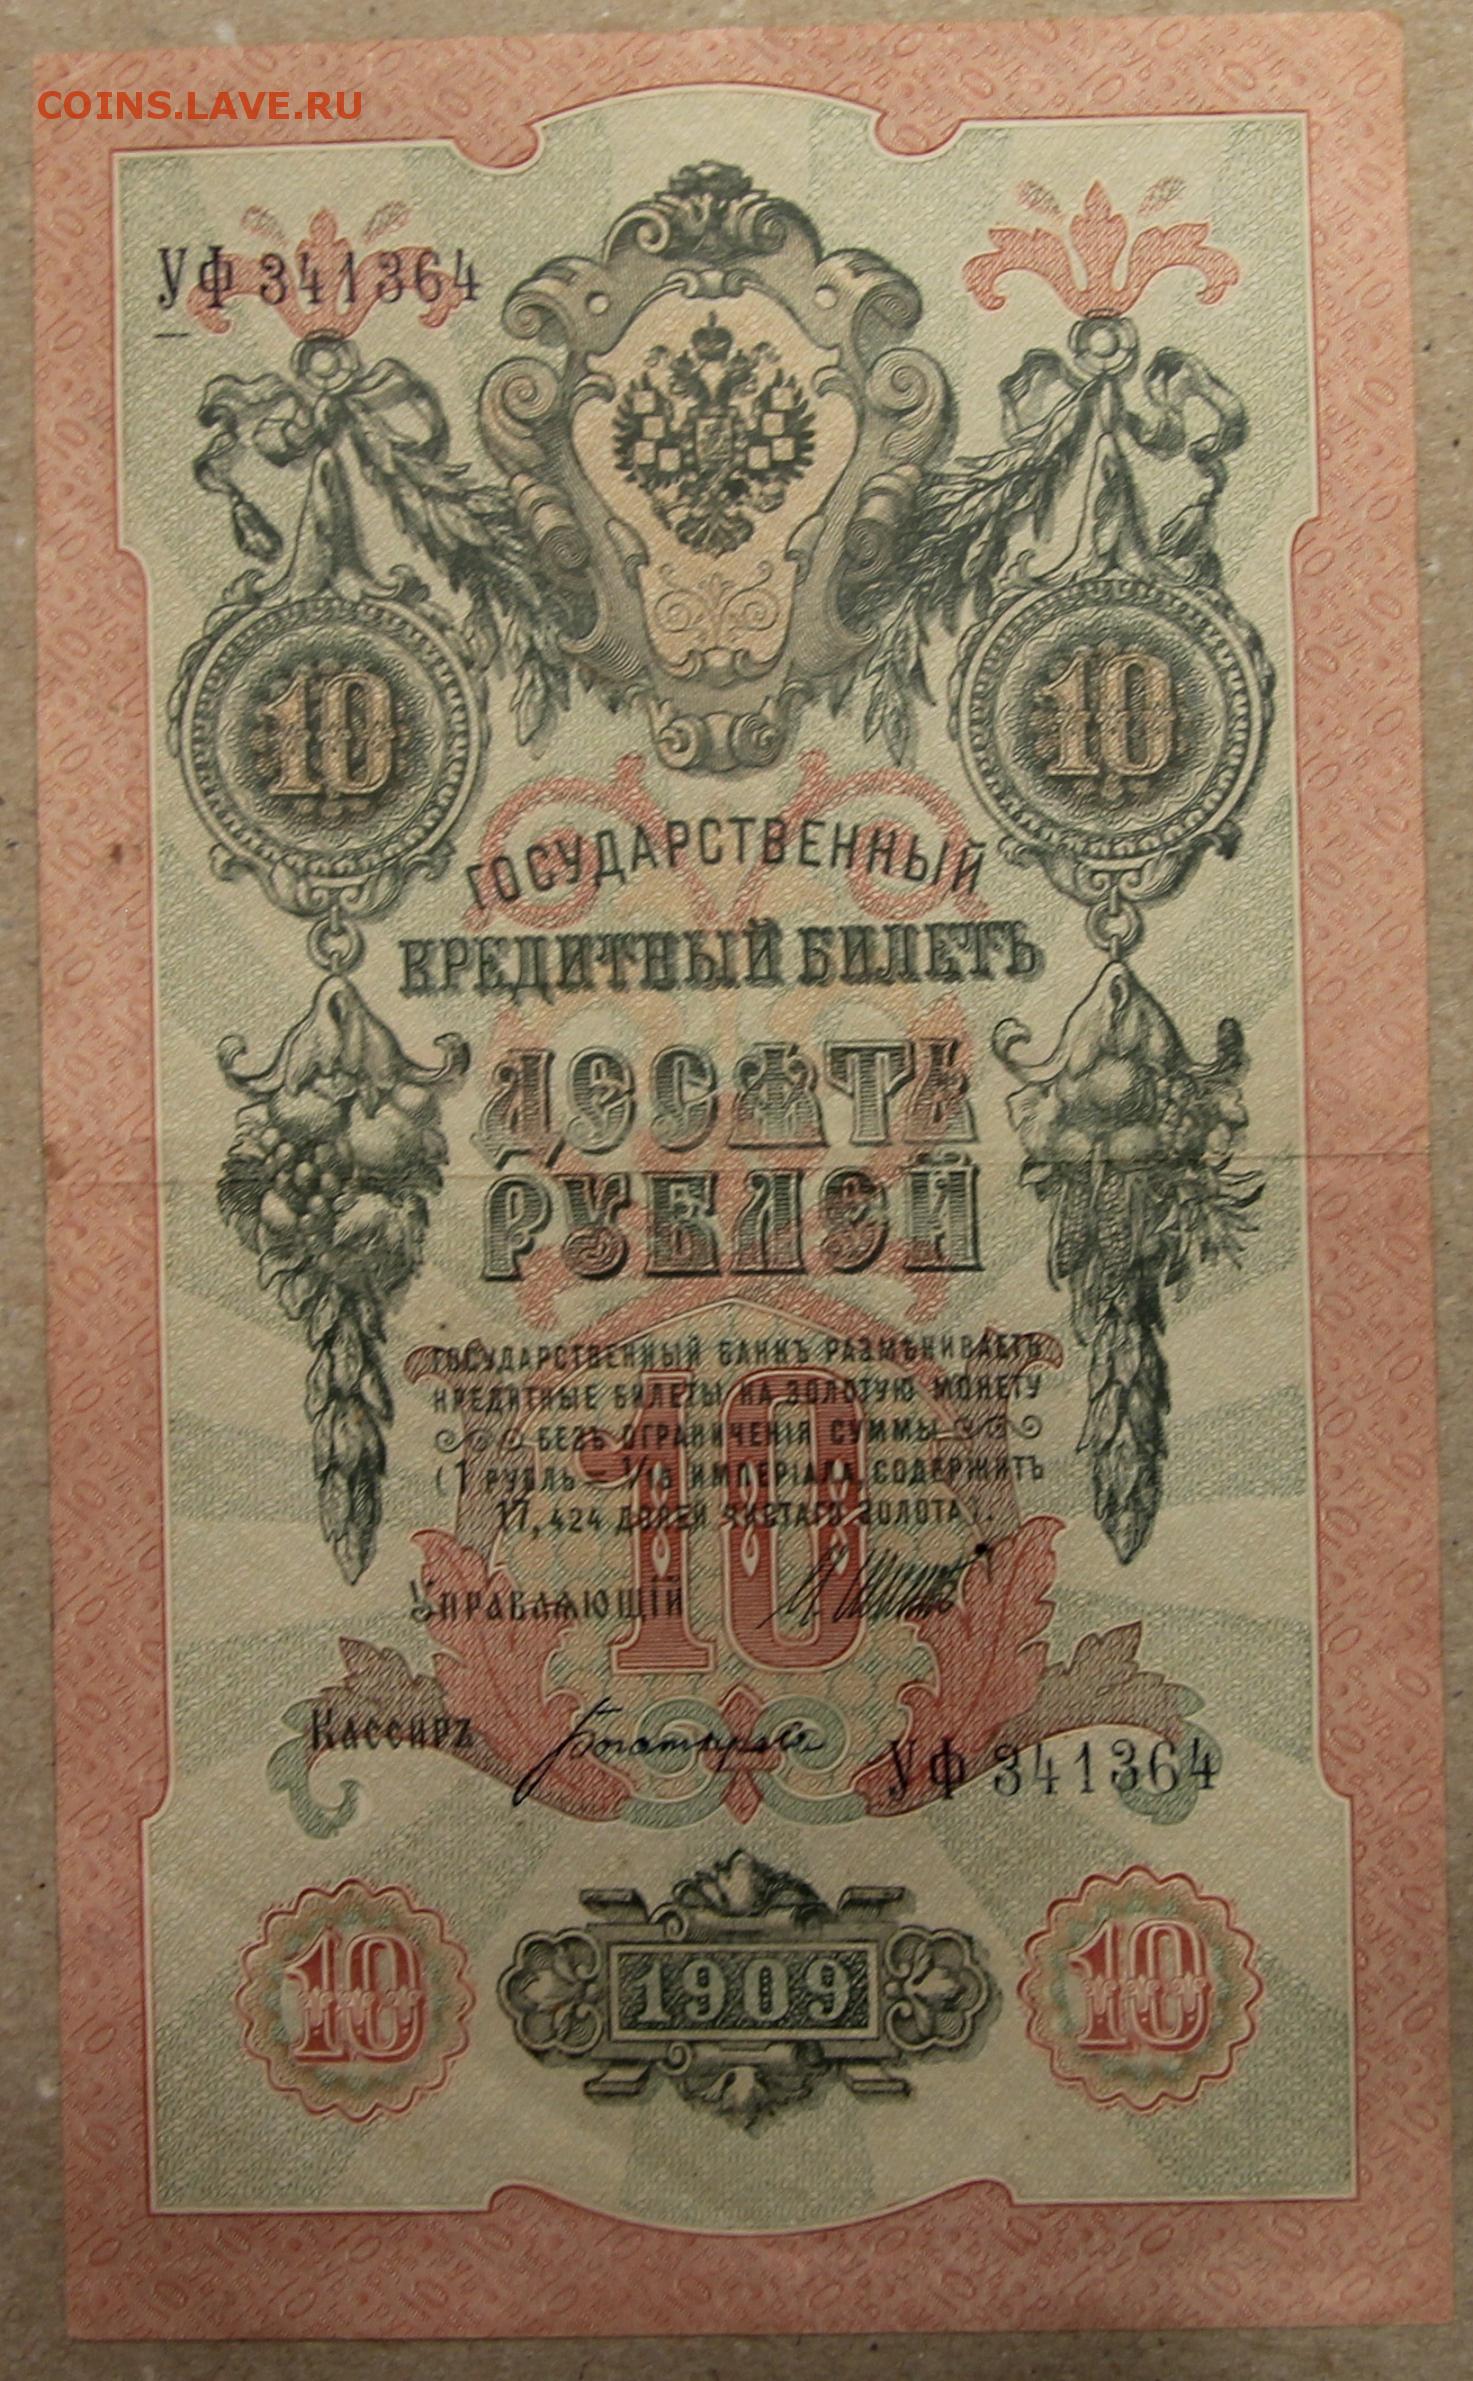 COINS.LAVE.RU
УФ 341364
10 10
ГОСУДАРСТВЕННЫЙ
КРЕДИТНЫЙ БИЛЕТЪ
ДЕСЯТЬ
РУБЛЕЙ
ГОСУДАРСТВЕННЫЙ БАНКЪ РАЗМѢНИВАЕТЪ
КРЕДИТНЫЕ БИЛЕТЫ НА ЗОЛОТУЮ МОНЕТУ
БЕЗЪ ОГРАНИЧЕНІЯ СУММЫ
(1 РУБЛЬ = 1/15 ИМПЕРІАЛА, СОДЕРЖИТЪ
17,424 ДОЛЕЙ ЧИСТАГО ЗОЛОТА).
10
УПРАВЛЯЮЩІЙ
КАССИРЪ
УФ 341364
10 1909 10